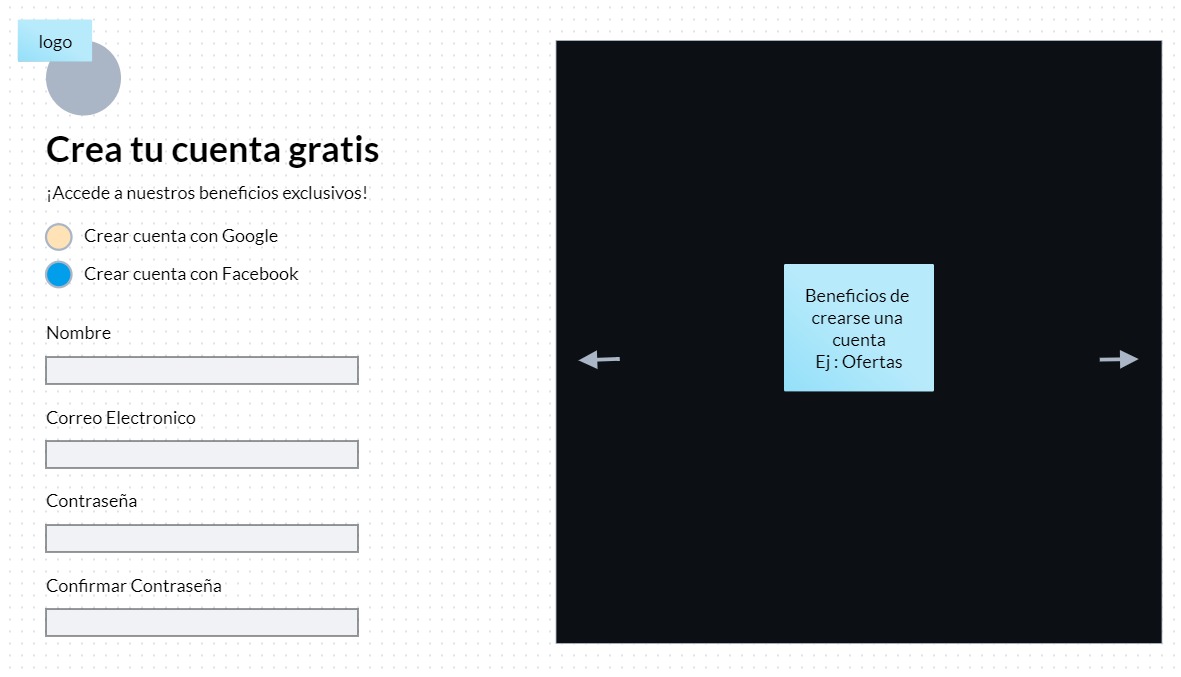 logo
Crea tu cuenta gratis
¡Accede a nuestros beneficios exclusivos!
Crear cuenta con Google
Crear cuenta con Facebook
Nombre
Correo Electronico
Contraseña
Confirmar Contraseña
Beneficios de
crearse una
cuenta
Ej : Ofertas